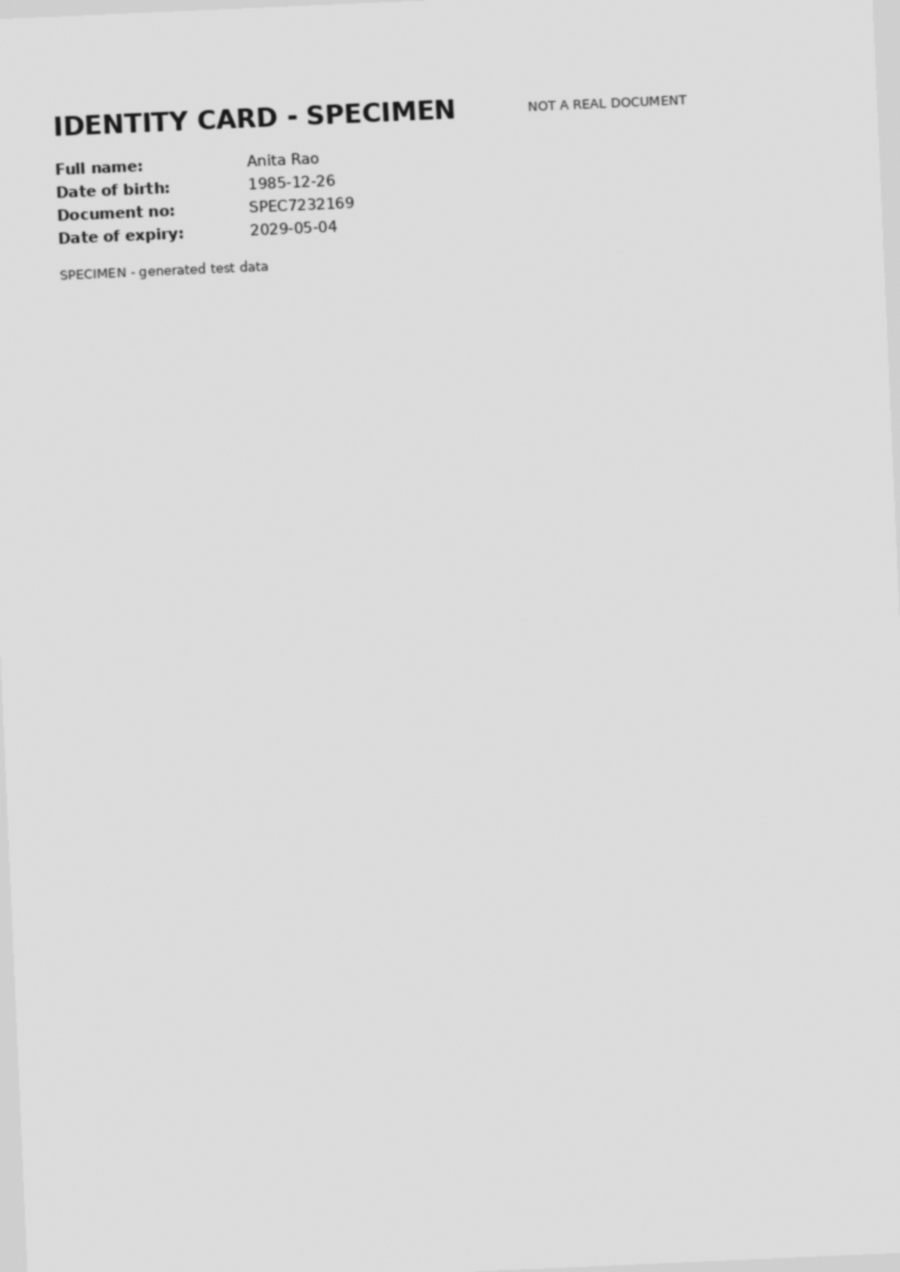 IDENTITY CARD - SPECIMEN
NOT A REAL DOCUMENT
Full name: Anita Rao
Date of birth: 1985-12-26
Document no: SPEC7232169
Date of expiry: 2029-05-04
SPECIMEN - generated test data